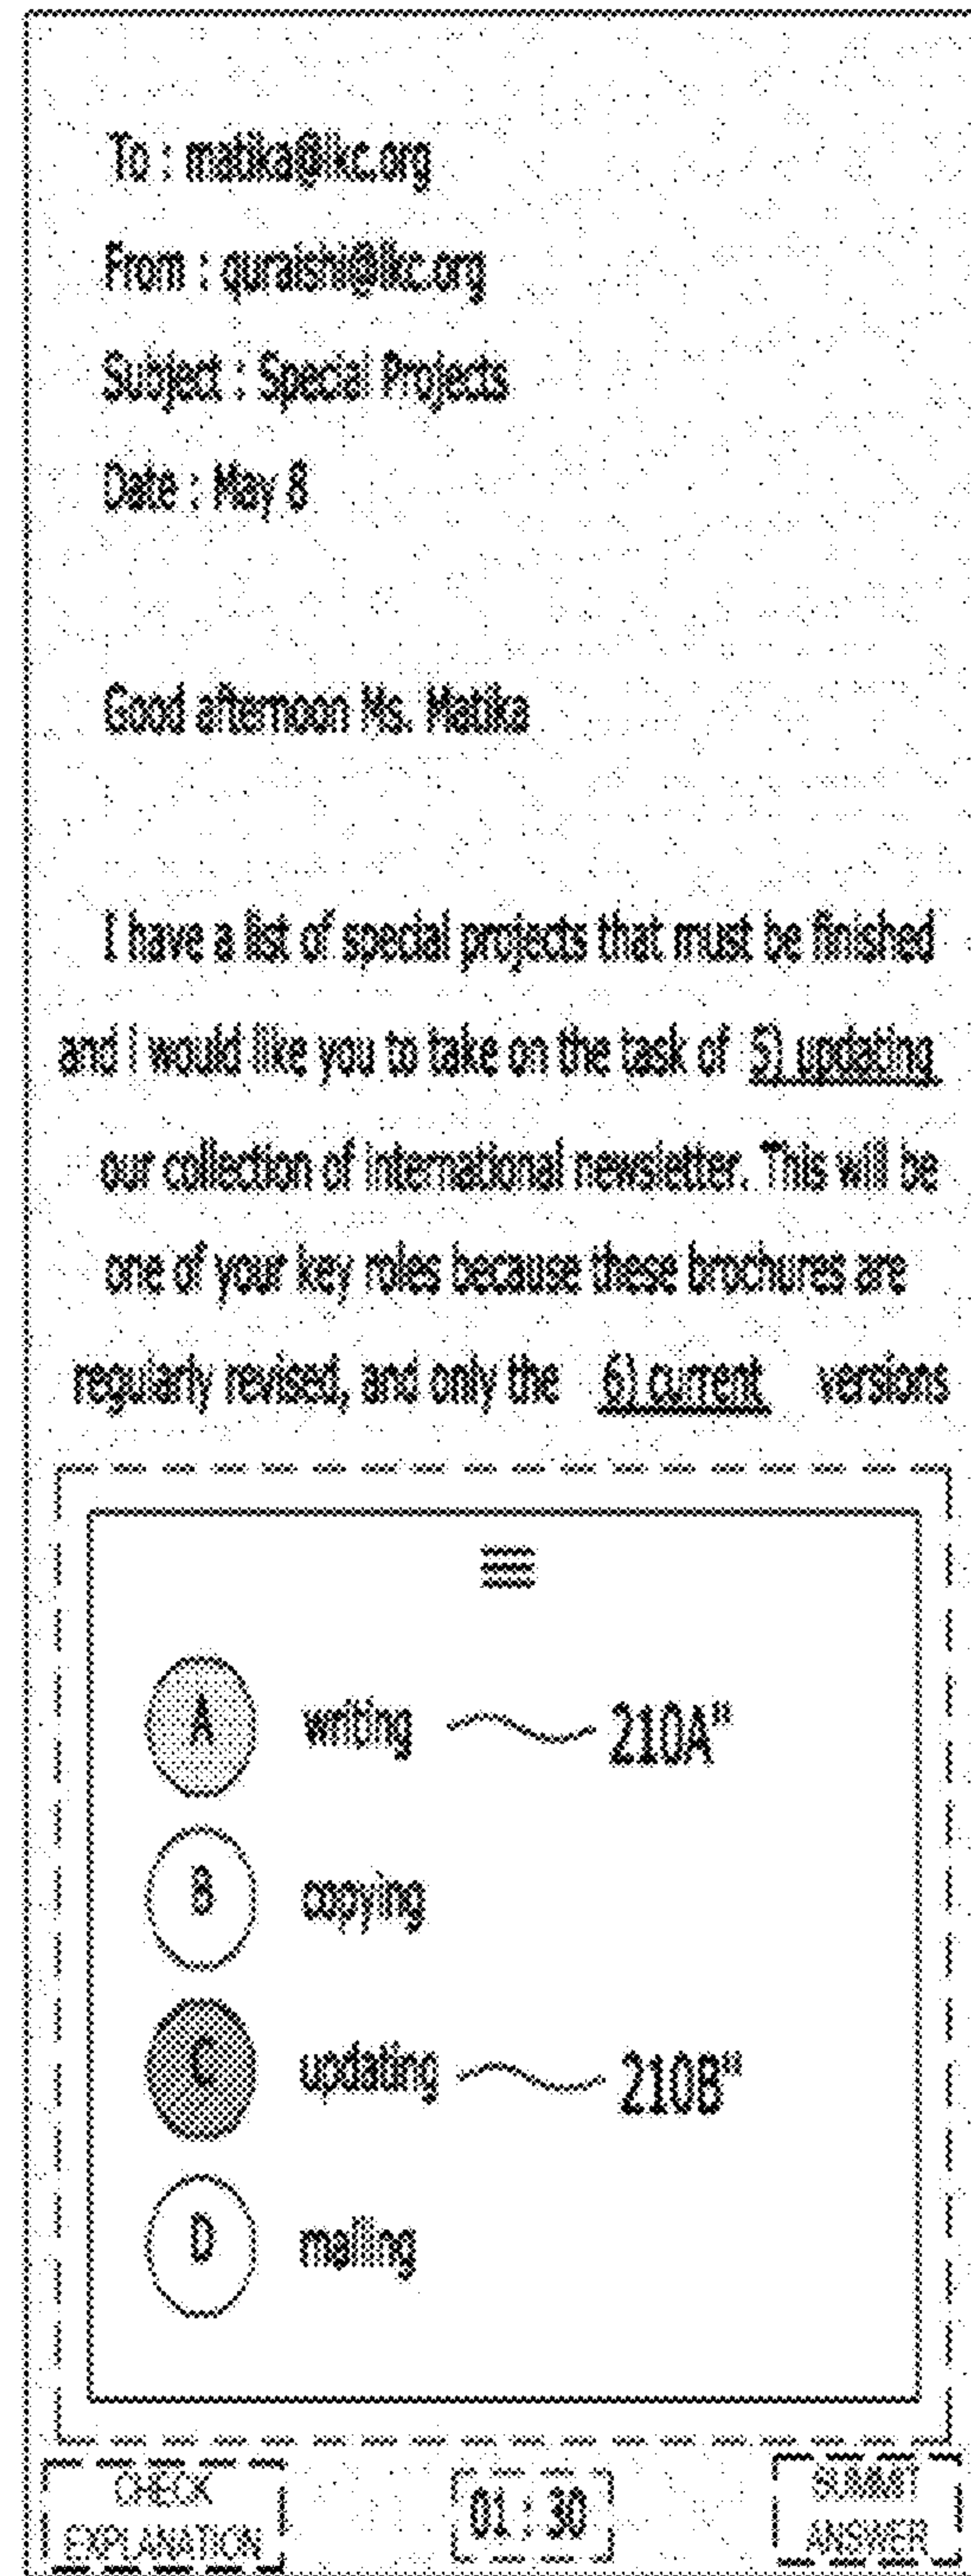 To : matika@lkc.org
From : quraishi@lkc.org
Subject : Special Projects
Date : May 8
Good afternoon Ms. Matika
I have a list of special projects that must be finished
and I would like you to take on the task of 5) updating
our collection of international newsletter. This will be
one of your key roles because these brochures are
regularly revised, and only the 6) current versions
A writing 210A"
B copying
C updating 210B"
D mailing
CHECK
EXPLANATION
01 : 30
SUBMIT
ANSWER